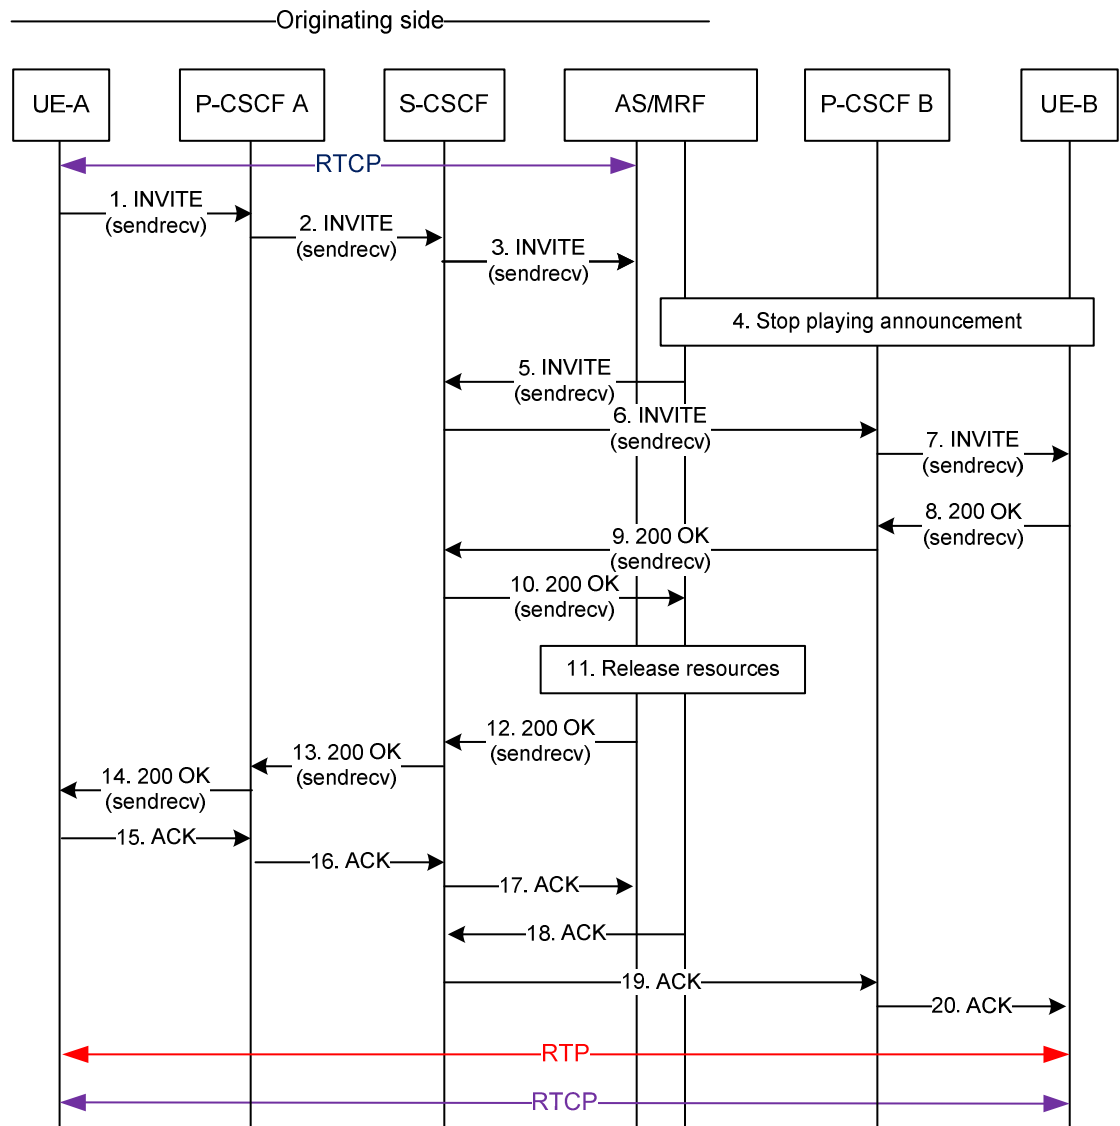 Originating side
UE-A
P-CSCF A
S-CSCF
AS/MRF
P-CSCF B
UE-B
RTCP
1. INVITE
(sendrecv)
2. INVITE
(sendrecv)
3. INVITE
(sendrecv)
4. Stop playing announcement
5. INVITE
(sendrecv)
6. INVITE
(sendrecv)
7. INVITE
(sendrecv)
8. 200 OK
(sendrecv)
9. 200 OK
(sendrecv)
10. 200 OK
(sendrecv)
11. Release resources
12. 200 OK
(sendrecv)
13. 200 OK
(sendrecv)
14. 200 OK
(sendrecv)
15. ACK
16. ACK
17. ACK
18. ACK
19. ACK
20. ACK
RTP
RTCP